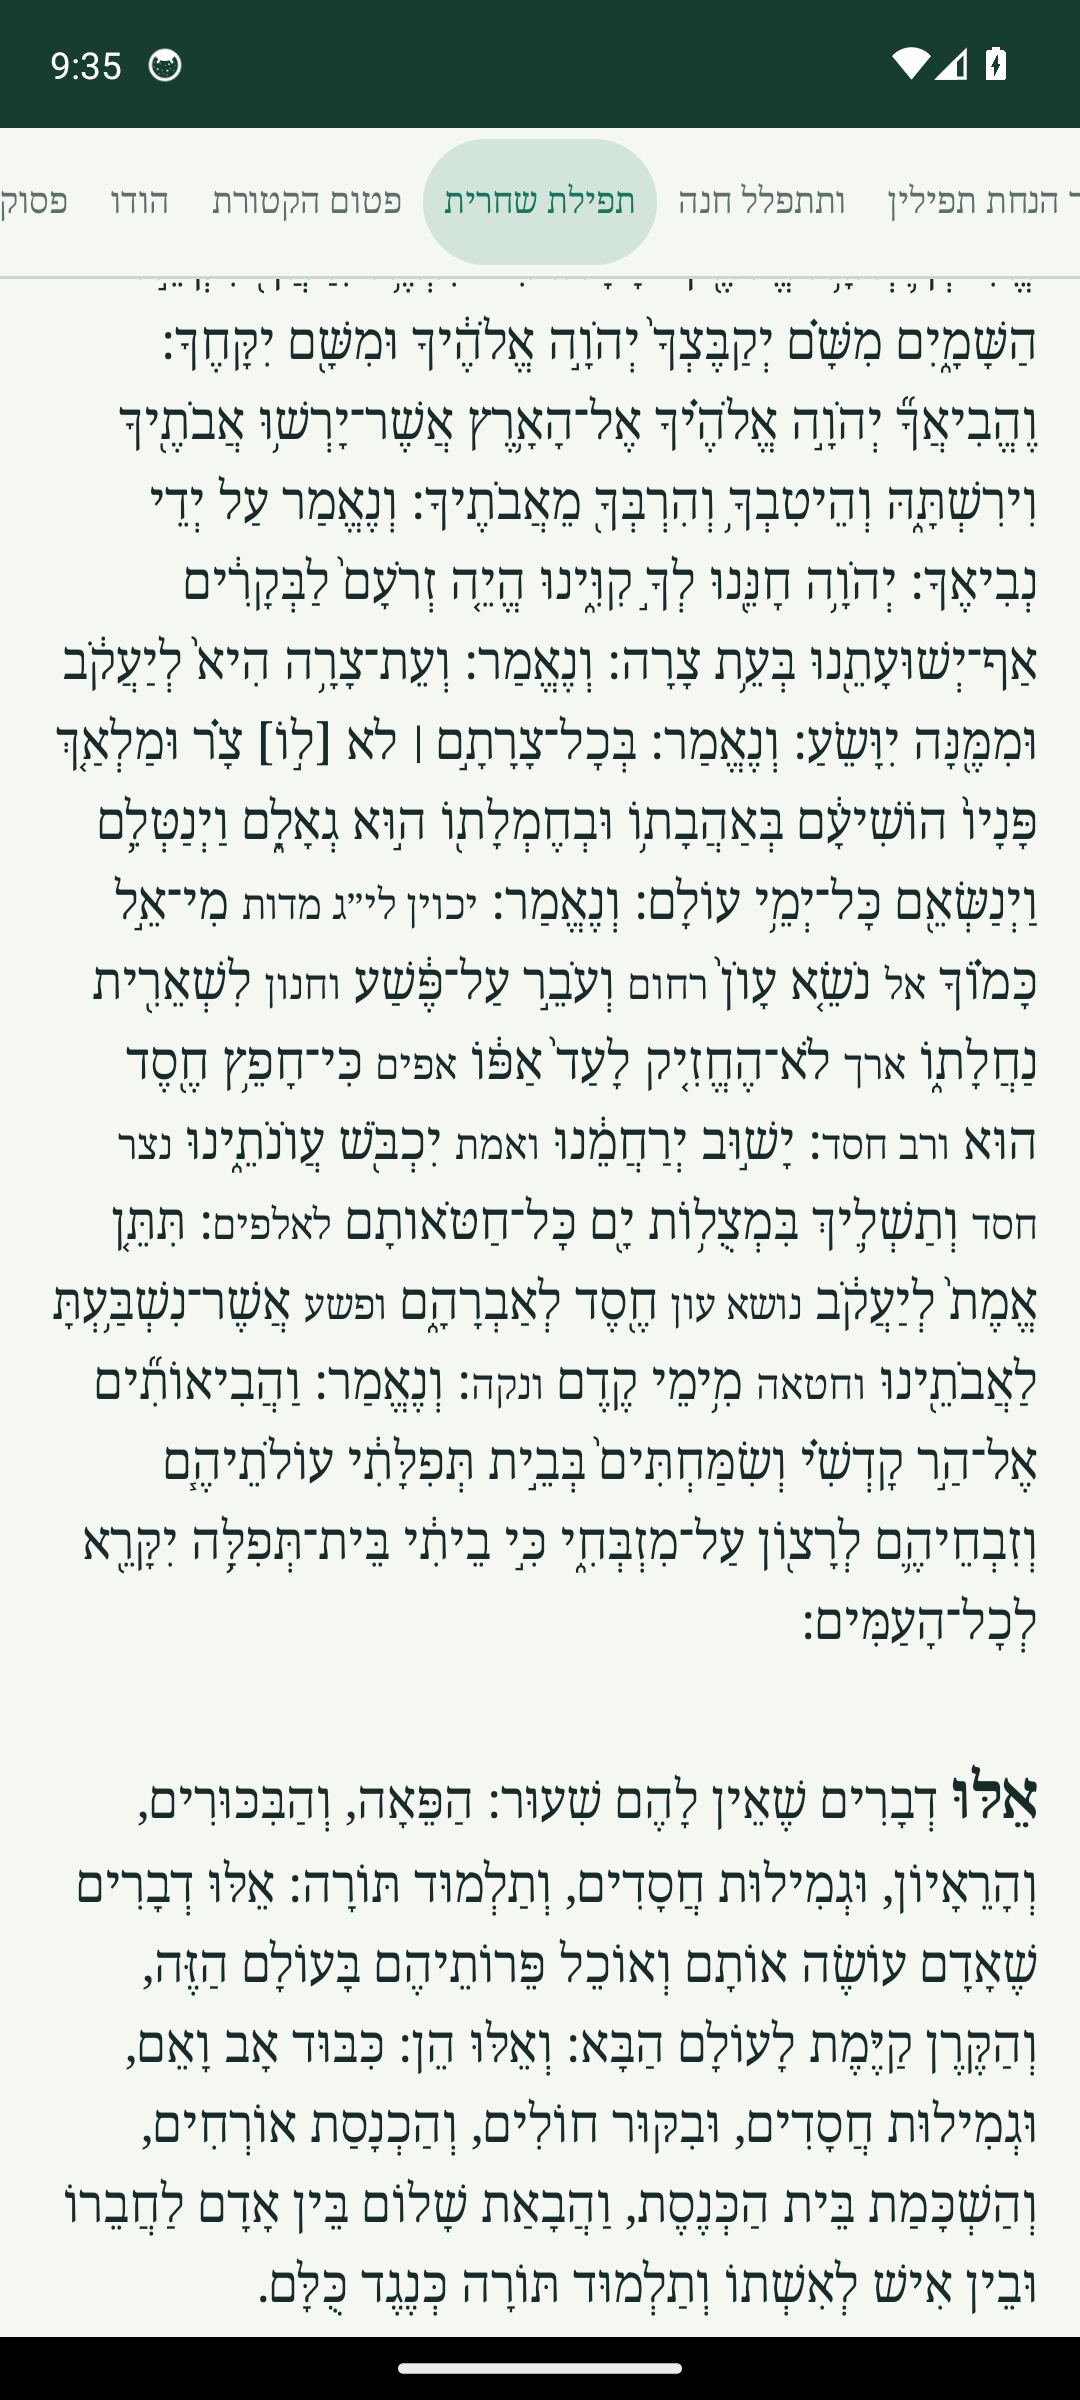 9:35
ר הנחת תפילין ותתפלל חנה תפילת שחרית פטום הקטורת הודו פסוק
הַשָּׁמָ֑יִם מִשָּׁ֗ם יְקַבֶּצְךָ֙ יְהֹוָ֣ה אֱלֹהֶ֔יךָ וּמִשָּׁ֖ם יִקָּחֶֽךָ׃
וֶהֱבִֽיאֲךָ֞ יְהֹוָ֣ה אֱלֹהֶ֗יךָ אֶל־הָאָ֛רֶץ אֲשֶׁר־יָרְשׁ֥וּ אֲבֹתֶ֖יךָ
וִֽירִשְׁתָּ֑הּ וְהֵיטִבְךָ֥ וְהִרְבְּךָ֖ מֵאֲבֹתֶֽיךָ׃ וְנֶאֱמַר עַל יְדֵי
נְבִיאֶךָ׃ יְהֹוָ֥ה חׇנֵּ֖נוּ לְךָ֣ קִוִּ֑ינוּ הֱיֵ֤ה זְרֹעָם֙ לַבְּקָרִ֔ים
אַף־יְשׁוּעָתֵ֖נוּ בְּעֵ֥ת צָרָֽה׃ וְנֶאֱמַר׃ וְעֵת־צָרָ֥ה הִיא֙ לְיַֽעֲקֹ֔ב
וּמִמֶּ֖נָּה יִוָּשֵֽׁעַ׃ וְנֶאֱמַר׃ בְּֽכׇל־צָרָתָ֣ם ׀ לא [ל֣וֹ] צָ֗ר וּמַלְאַ֤ךְ
פָּנָיו֙ הֽוֹשִׁיעָ֔ם בְּאַהֲבָת֥וֹ וּבְחֶמְלָת֖וֹ ה֣וּא גְאָלָ֑ם וַֽיְנַטְּלֵ֥ם
וַֽיְנַשְּׂאֵ֖ם כׇּל־יְמֵ֥י עוֹלָֽם׃ וְנֶאֱמַר׃ יכוין לי״ג מדות מִי־אֵ֣ל
כָּמ֗וֹךָ אל נֹשֵׂ֤א עָוֺן֙ רחום וְעֹבֵ֣ר עַל־פֶּ֔שַׁע וחנון לִשְׁאֵרִ֖ית
נַחֲלָת֑וֹ ארך לֹא־הֶחֱזִ֤יק לָעַד֙ אַפּ֔וֹ אפים כִּֽי־חָפֵ֥ץ חֶ֖סֶד
הֽוּא ורב חסד׃ יָשׁ֣וּב יְרַֽחֲמֵ֔נוּ ואמת יִכְבֹּ֖שׁ עֲוֺנֹתֵ֑ינוּ נצר
חסד וְתַשְׁלִ֛יךְ בִּמְצֻל֥וֹת יָ֖ם כׇּל־חַטֹּאותָֽם לאלפים׃ תִּתֵּ֤ן
אֱמֶת֙ לְיַֽעֲקֹ֔ב נושא עון חֶ֖סֶד לְאַבְרָהָ֑ם ופשע אֲשֶׁר־נִשְׁבַּ֥עְתָּ
לַאֲבֹתֵ֖ינוּ וחטאה מִ֥ימֵי קֶֽדֶם ונקה׃ וְנֶאֱמַר׃ וַהֲבִיאוֹתִ֞ים
אֶל־הַ֣ר קׇדְשִׁ֗י וְשִׂמַּחְתִּים֙ בְּבֵ֣ית תְּפִלָּתִ֔י עוֹלֹתֵיהֶ֧ם
וְזִבְחֵיהֶ֛ם לְרָצ֖וֹן עַֽל־מִזְבְּחִ֑י כִּ֣י בֵיתִ֔י בֵּית־תְּפִלָּ֥ה יִקָּרֵ֖א
לְכׇל־הָעַמִּֽים׃
אֵלּוּ דְבָרִים שֶׁאֵין לָהֶם שִׁעוּר׃ הַפֵּאָה, וְהַבִּכּוּרִים,
וְהָרֵאָיוֹן, וּגְמִילוּת חֲסָדִים, וְתַלְמוּד תּוֹרָה׃ אֵלּוּ דְבָרִים
שֶׁאָדָם עוֹשֶׂה אוֹתָם וְאוֹכֵל פֵּרוֹתֵיהֶם בָּעוֹלָם הַזֶּה,
וְהַקֶּרֶן קַיֶּמֶת לָעוֹלָם הַבָּא׃ וְאֵלּוּ הֵן׃ כִּבּוּד אָב וָאֵם,
וּגְמִילוּת חֲסָדִים, וּבִקּוּר חוֹלִים, וְהַכְנָסַת אוֹרְחִים,
וְהַשְׁכָּמַת בֵּית הַכְּנֶסֶת, וַהֲבָאַת שָׁלוֹם בֵּין אָדָם לַחֲבֵרוֹ
וּבֵין אִישׁ לְאִשְׁתוֹ וְתַלְמוּד תּוֹרָה כְּנֶגֶד כֻּלָּם.